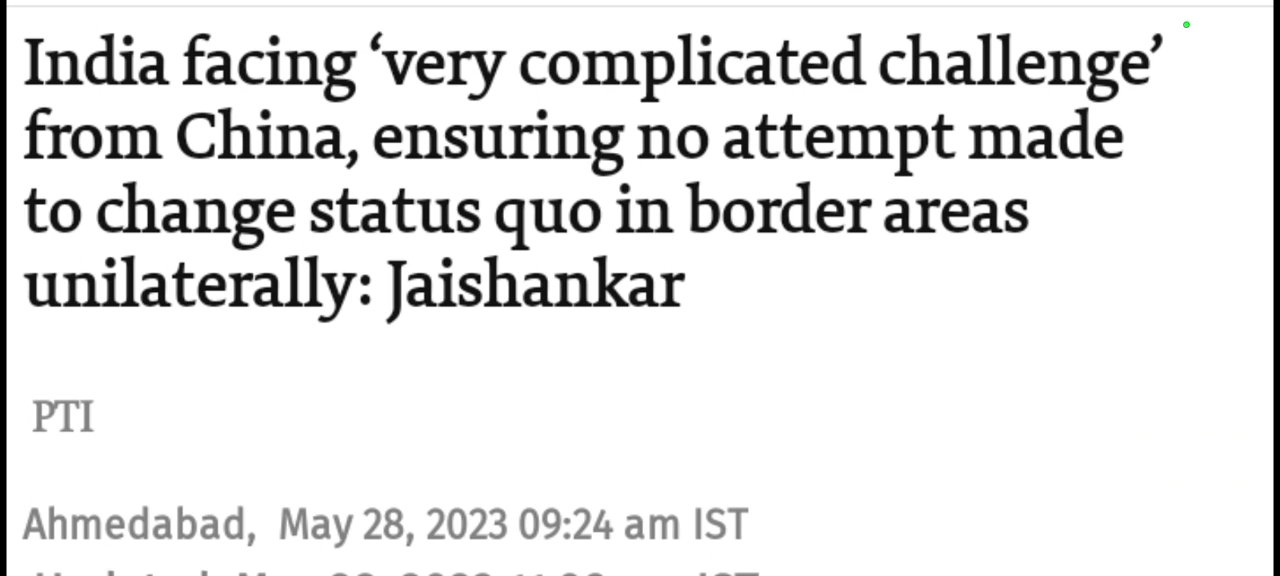 India facing ‘very complicated challenge’
from China, ensuring no attempt made
to change status quo in border areas
unilaterally: Jaishankar
PTI
Ahmedabad, May 28, 2023 09:24 am IST